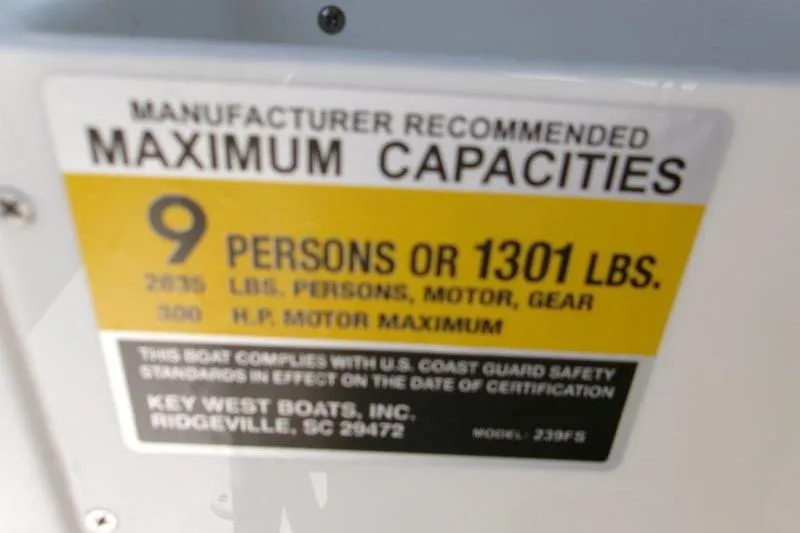 MANUFACTURER RECOMMENDED
MAXIMUM CAPACITIES
9 PERSONS OR 1301 LBS.
2635 LBS. PERSONS, MOTOR, GEAR
300 H.P. MOTOR MAXIMUM
THIS BOAT COMPLIES WITH U.S. COAST GUARD SAFETY
STANDARDS IN EFFECT ON THE DATE OF CERTIFICATION
KEY WEST BOATS, INC.
RIDGEVILLE, SC 29472
MODEL: 239FS